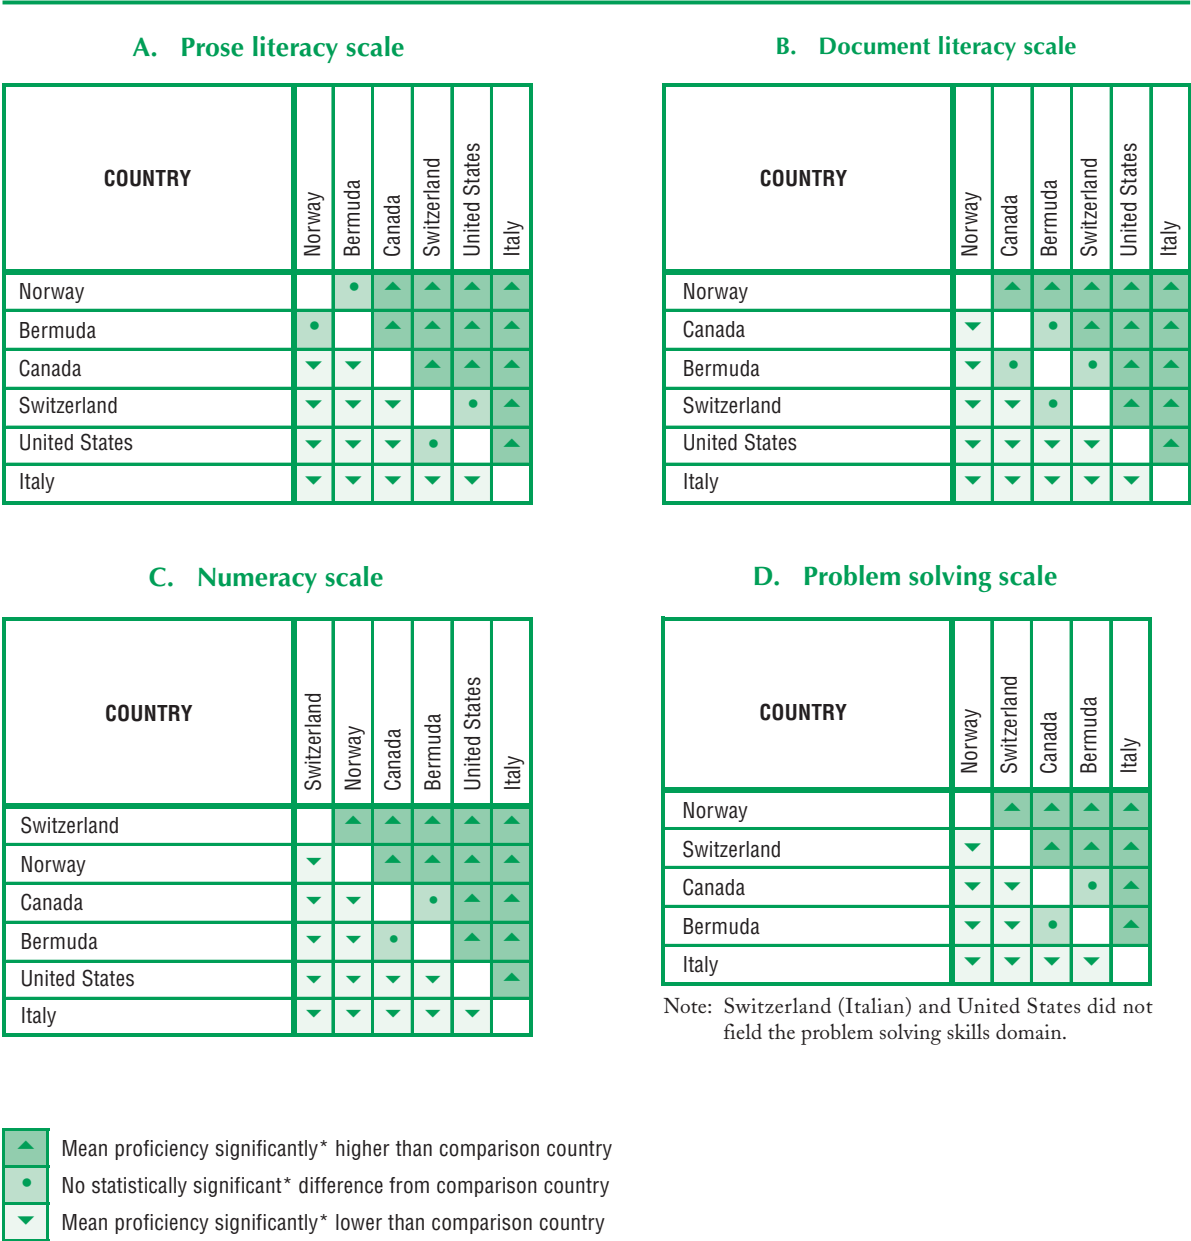 A. Prose literacy scale
COUNTRY
Norway
Bermuda
Canada
Switzerland
United States
Italy
Norway
Bermuda
Canada
Switzerland
United States
Italy
B. Document literacy scale
COUNTRY
Norway
Canada
Bermuda
Switzerland
United States
Italy
Norway
Canada
Bermuda
Switzerland
United States
Italy
C. Numeracy scale
COUNTRY
Switzerland
Norway
Canada
Bermuda
United States
Italy
Switzerland
Norway
Canada
Bermuda
United States
Italy
D. Problem solving scale
COUNTRY
Norway
Switzerland
Canada
Bermuda
Italy
Norway
Switzerland
Canada
Bermuda
Italy
Note: Switzerland (Italian) and United States did not
field the problem solving skills domain.
Mean proficiency significantly* higher than comparison country
No statistically significant* difference from comparison country
Mean proficiency significantly* lower than comparison country